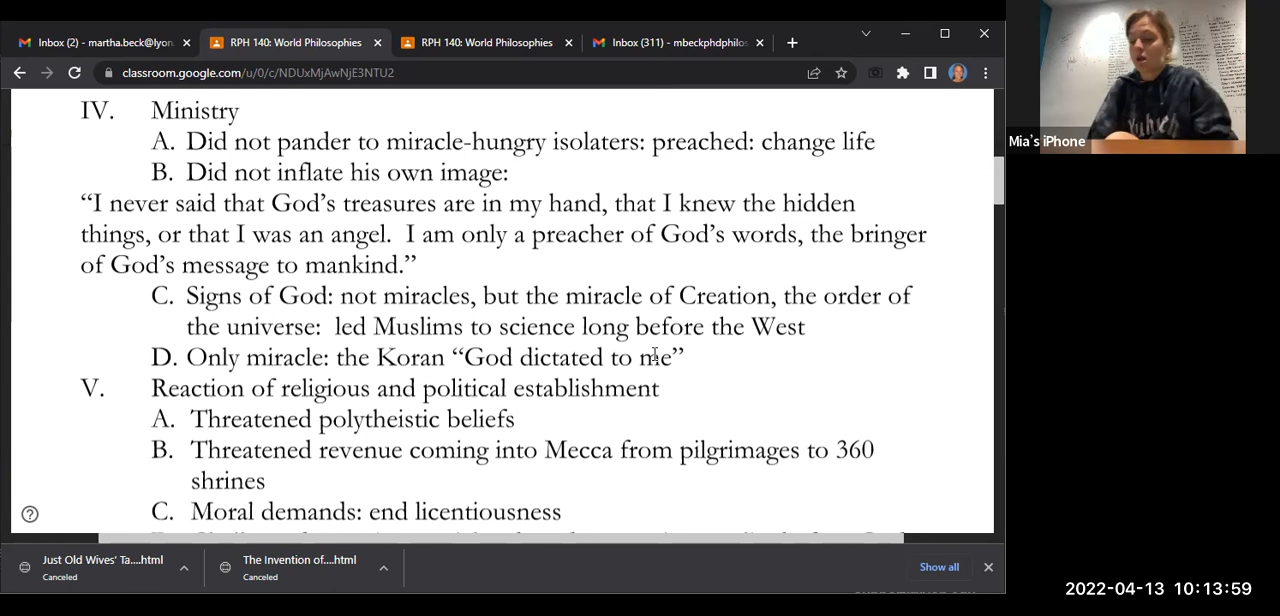 Inbox (2) - martha.beck@lyon
RPH 140: World Philosophies
RPH 140: World Philosophies
Inbox (311) - mbeckphdphilos
classroom.google.com/u/0/c/NDUxMjAwNjE3NTU2
Mia's iPhone
IV. Ministry
A. Did not pander to miracle-hungry isolaters: preached: change life
B. Did not inflate his own image:
“I never said that God’s treasures are in my hand, that I knew the hidden
things, or that I was an angel. I am only a preacher of God’s words, the bringer
of God’s message to mankind.”
C. Signs of God: not miracles, but the miracle of Creation, the order of
the universe: led Muslims to science long before the West
D. Only miracle: the Koran “God dictated to me”
V. Reaction of religious and political establishment
A. Threatened polytheistic beliefs
B. Threatened revenue coming into Mecca from pilgrimages to 360
shrines
C. Moral demands: end licentiousness
Just Old Wives' Ta....html
Canceled
The Invention of....html
Canceled
Show all
2022-04-13 10:13:59